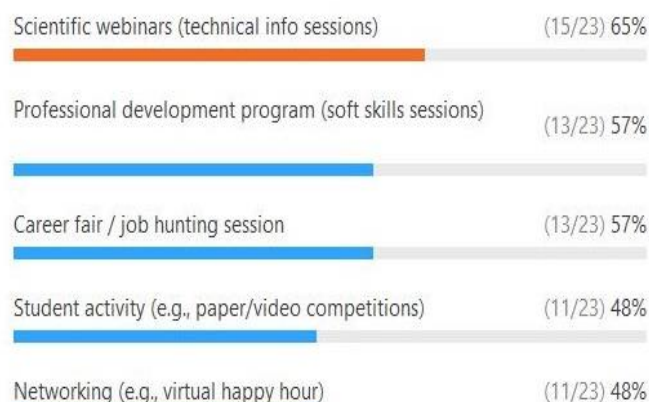 Scientific webinars (technical info sessions) (15/23) 65%
Professional development program (soft skills sessions) (13/23) 57%
Career fair / job hunting session (13/23) 57%
Student activity (e.g., paper/video competitions) (11/23) 48%
Networking (e.g., virtual happy hour) (11/23) 48%